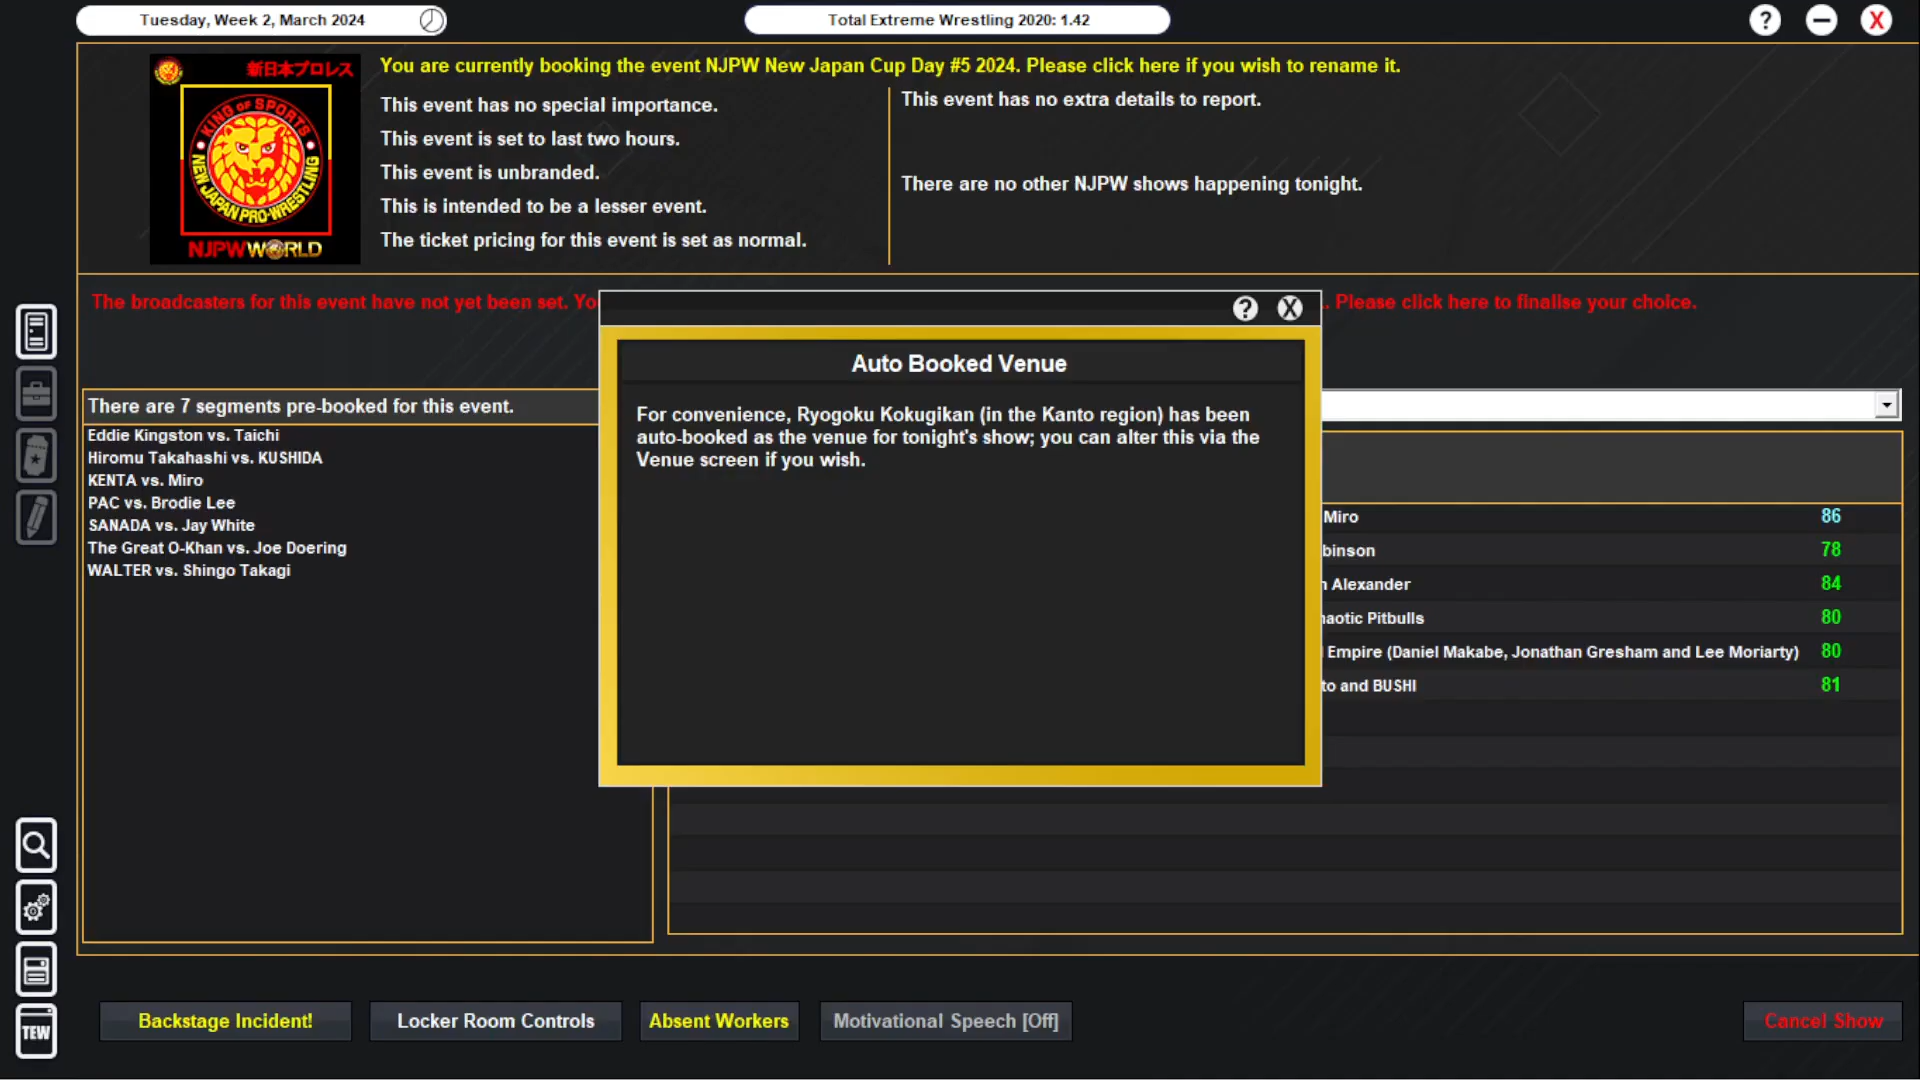 Tuesday, Week 2, March 2024
Total Extreme Wrestling 2020: 1.42
?
X
新日本プロレス
KING OF SPORTS
NEW JAPAN PRO-WRESTLING
NJPWWORLD
You are currently booking the event NJPW New Japan Cup Day #5 2024. Please click here if you wish to rename it.
This event has no special importance.
This event is set to last two hours.
This event is unbranded.
This is intended to be a lesser event.
The ticket pricing for this event is set as normal.
This event has no extra details to report.
There are no other NJPW shows happening tonight.
The broadcasters for this event have not yet been set. Yo
. Please click here to finalise your choice.
? X
Auto Booked Venue
For convenience, Ryogoku Kokugikan (in the Kanto region) has been
auto-booked as the venue for tonight's show; you can alter this via the
Venue screen if you wish.
There are 7 segments pre-booked for this event.
Eddie Kingston vs. Taichi
Hiromu Takahashi vs. KUSHIDA
KENTA vs. Miro
PAC vs. Brodie Lee
SANADA vs. Jay White
The Great O-Khan vs. Joe Doering
WALTER vs. Shingo Takagi
Miro 86
binson 78
Alexander 84
aotic Pitbulls 80
Empire (Daniel Makabe, Jonathan Gresham and Lee Moriarty) 80
to and BUSHI 81
TEW
Backstage Incident!
Locker Room Controls
Absent Workers
Motivational Speech [Off]
Cancel Show